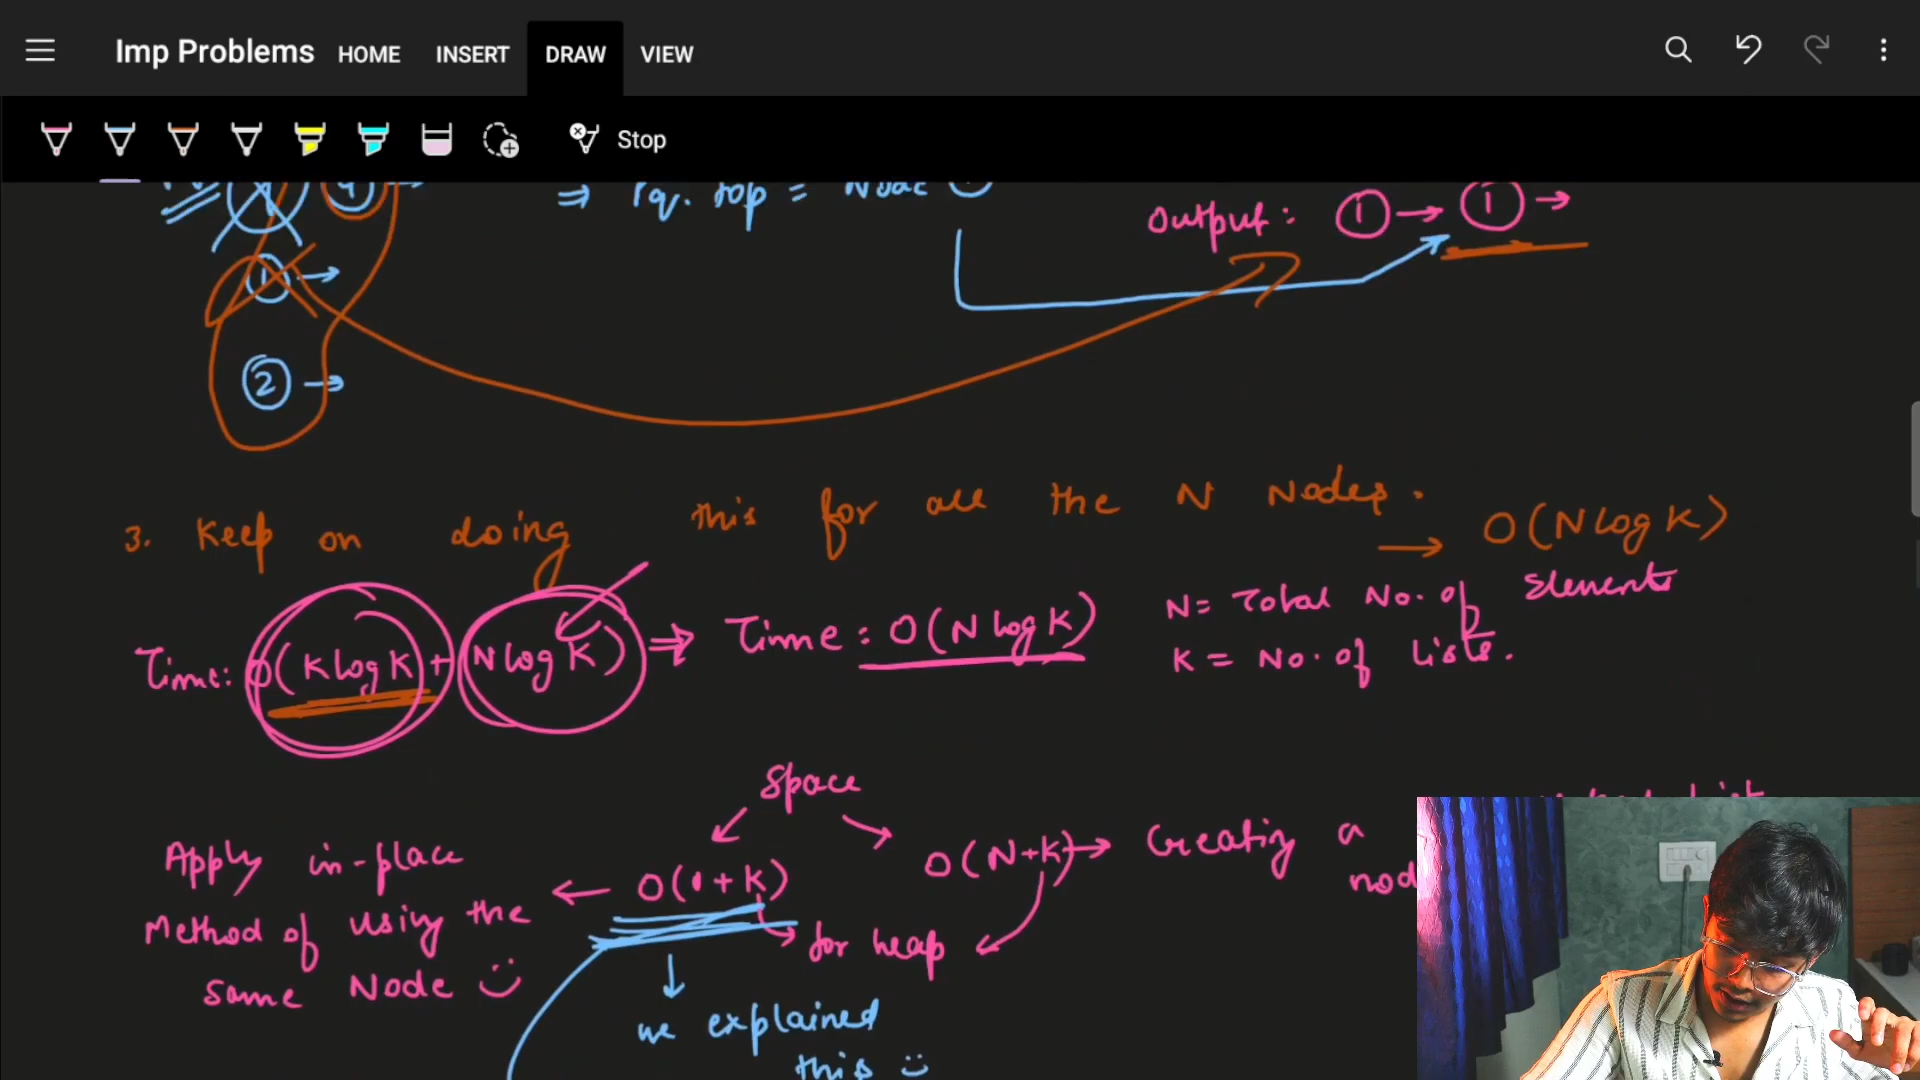 Imp Problems HOME INSERT DRAW VIEW
Stop
⇒ Pq. top = Node
Output: ① → ① →
① →
② →
3. Keep on doing this for all the N Nodes. → O(N log K)
Time: O(K log K + N log K) ⇒ Time: O(N log K)
N = Total No. of Elements
K = No. of Lists.
Space
O(1+K)
O(N+K) → Creating a
for heap
Apply in-place
Method of using the
same Node
we explained
this